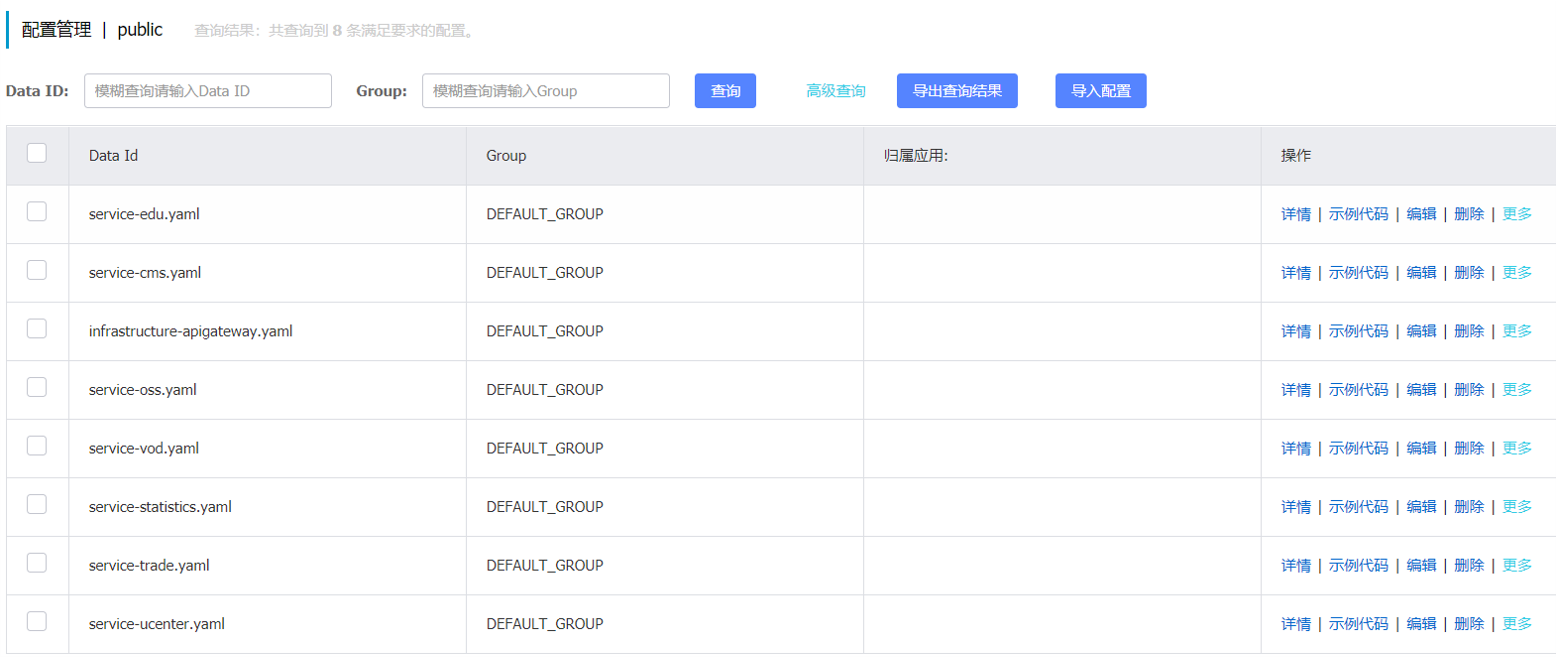 配置管理 | public 查询结果：共查询到 8 条满足要求的配置。
Data ID: 模糊查询请输入Data ID Group: 模糊查询请输入Group 查询 高级查询 导出查询结果 导入配置
Data Id Group 归属应用: 操作
service-edu.yaml DEFAULT_GROUP 详情 | 示例代码 | 编辑 | 删除 | 更多
service-cms.yaml DEFAULT_GROUP 详情 | 示例代码 | 编辑 | 删除 | 更多
infrastructure-apigateway.yaml DEFAULT_GROUP 详情 | 示例代码 | 编辑 | 删除 | 更多
service-oss.yaml DEFAULT_GROUP 详情 | 示例代码 | 编辑 | 删除 | 更多
service-vod.yaml DEFAULT_GROUP 详情 | 示例代码 | 编辑 | 删除 | 更多
service-statistics.yaml DEFAULT_GROUP 详情 | 示例代码 | 编辑 | 删除 | 更多
service-trade.yaml DEFAULT_GROUP 详情 | 示例代码 | 编辑 | 删除 | 更多
service-ucenter.yaml DEFAULT_GROUP 详情 | 示例代码 | 编辑 | 删除 | 更多